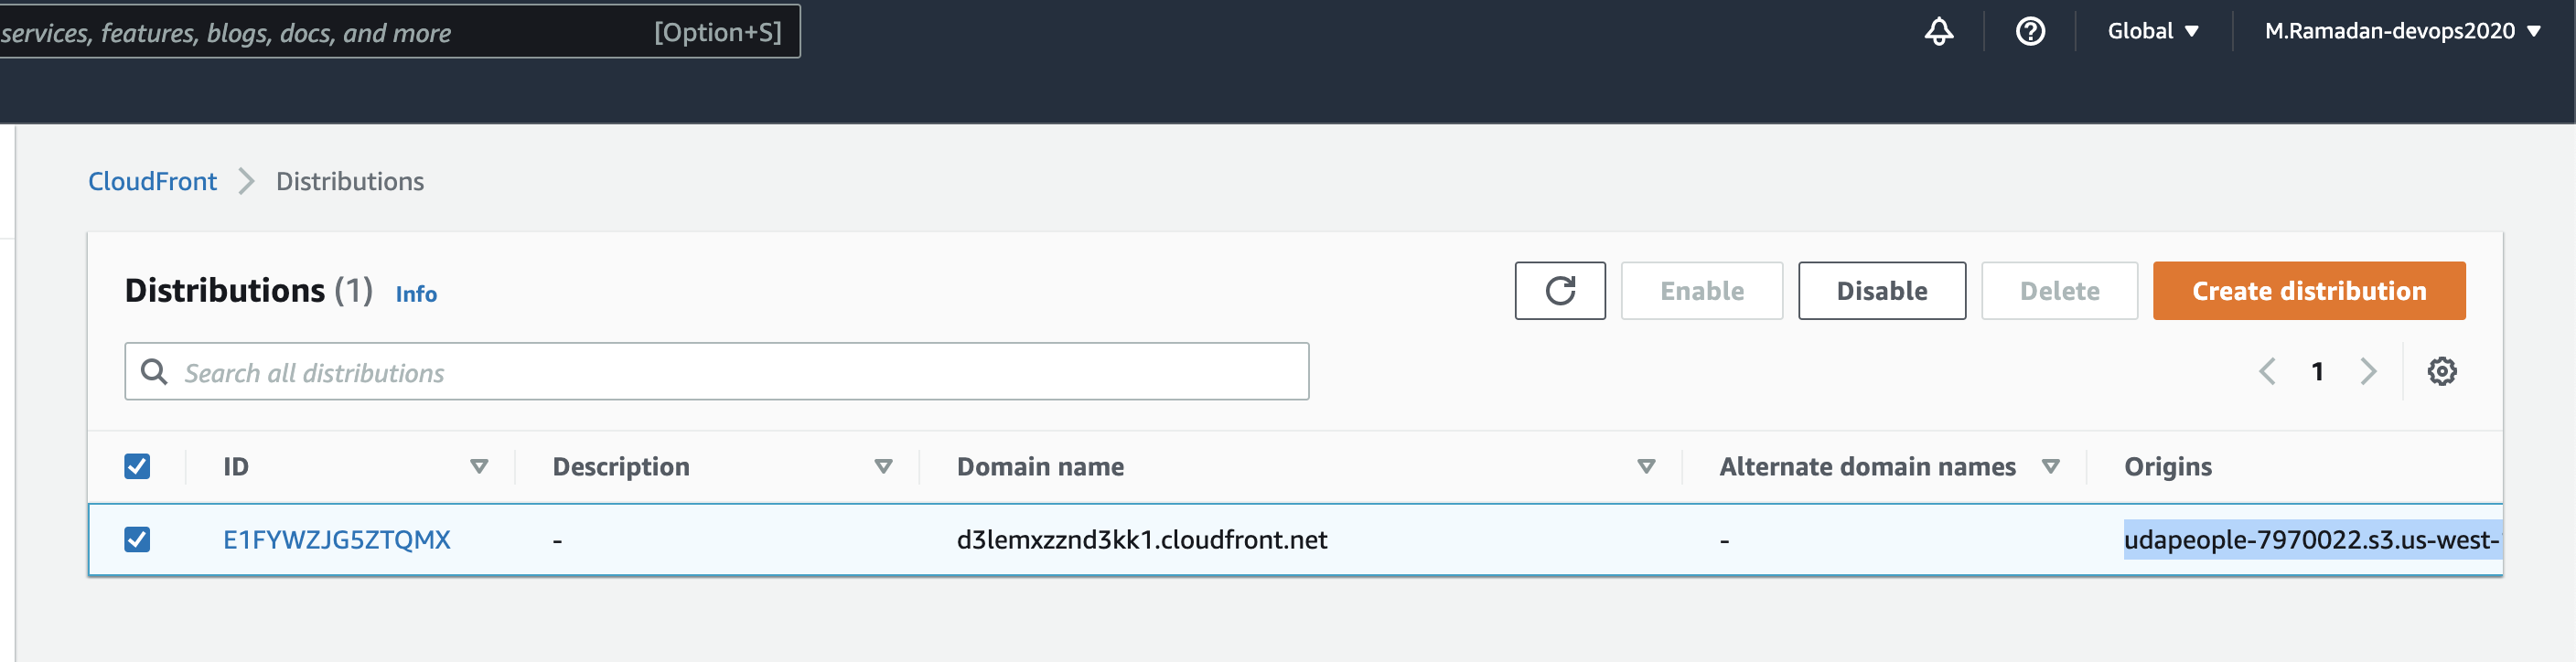 services, features, blogs, docs, and more [Option+S] Global M.Ramadan-devops2020
CloudFront Distributions
Distributions (1) Info Enable Disable Delete Create distribution
Search all distributions 1
ID Description Domain name Alternate domain names Origins
E1FYWZJG5ZTQMX - d3lemxzznd3kk1.cloudfront.net - udapeople-7970022.s3.us-west-